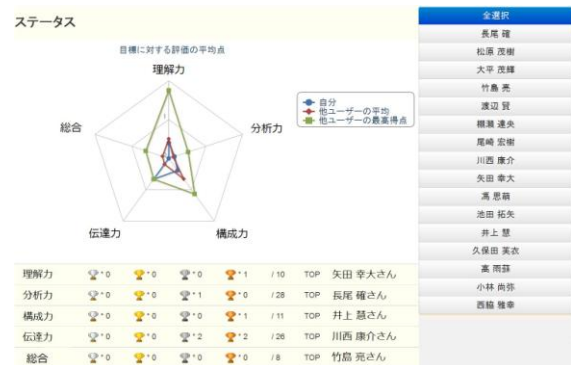 ステータス
目標に対する評価の平均点
理解力
分析力
構成力
伝達力
総合
1
自分
他ユーザーの平均
他ユーザーの最高得点
理解力 * 0 * 0 * 0 * 1 / 10 TOP 矢田 幸大さん
分析力 * 0 * 0 * 1 * 0 / 28 TOP 長尾 確さん
構成力 * 0 * 0 * 0 * 1 / 11 TOP 井上 慧さん
伝達力 * 0 * 0 * 2 * 2 / 26 TOP 川西 康介さん
総合 * 0 * 0 * 0 * 0 / 8 TOP 竹島 亮さん
全選択
長尾 確
松原 茂樹
大平 茂輝
竹島 亮
渡辺 賢
棚瀬 達央
尾崎 宏樹
川西 康介
矢田 幸大
馮 思萌
池田 拓矢
井上 慧
久保田 芙衣
高 雨蕻
小林 尚弥
西脇 雅幸